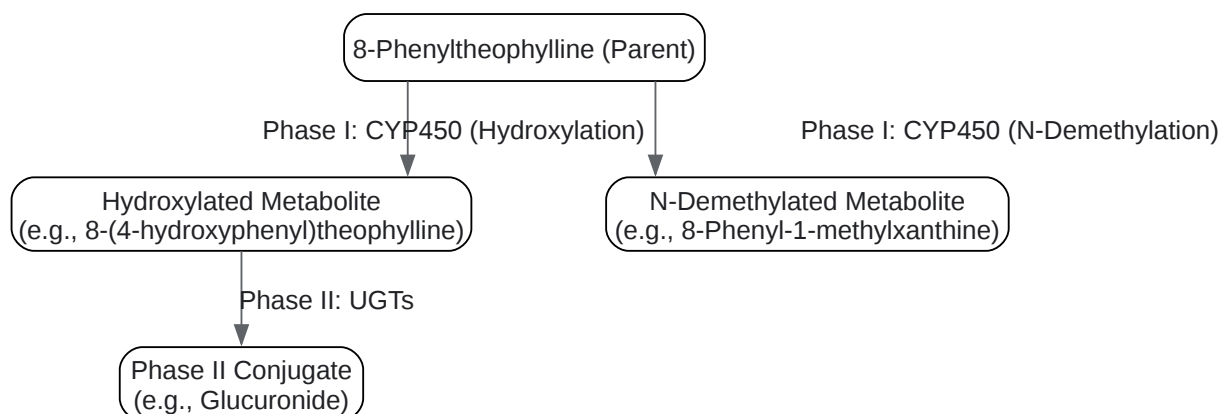 8-Phenyltheophylline (Parent)
Phase I: CYP450 (Hydroxylation)
Phase I: CYP450 (N-Demethylation)
Hydroxylated Metabolite
(e.g., 8-(4-hydroxyphenyl)theophylline)
N-Demethylated Metabolite
(e.g., 8-Phenyl-1-methylxanthine)
Phase II: UGTs
Phase II Conjugate
(e.g., Glucuronide)